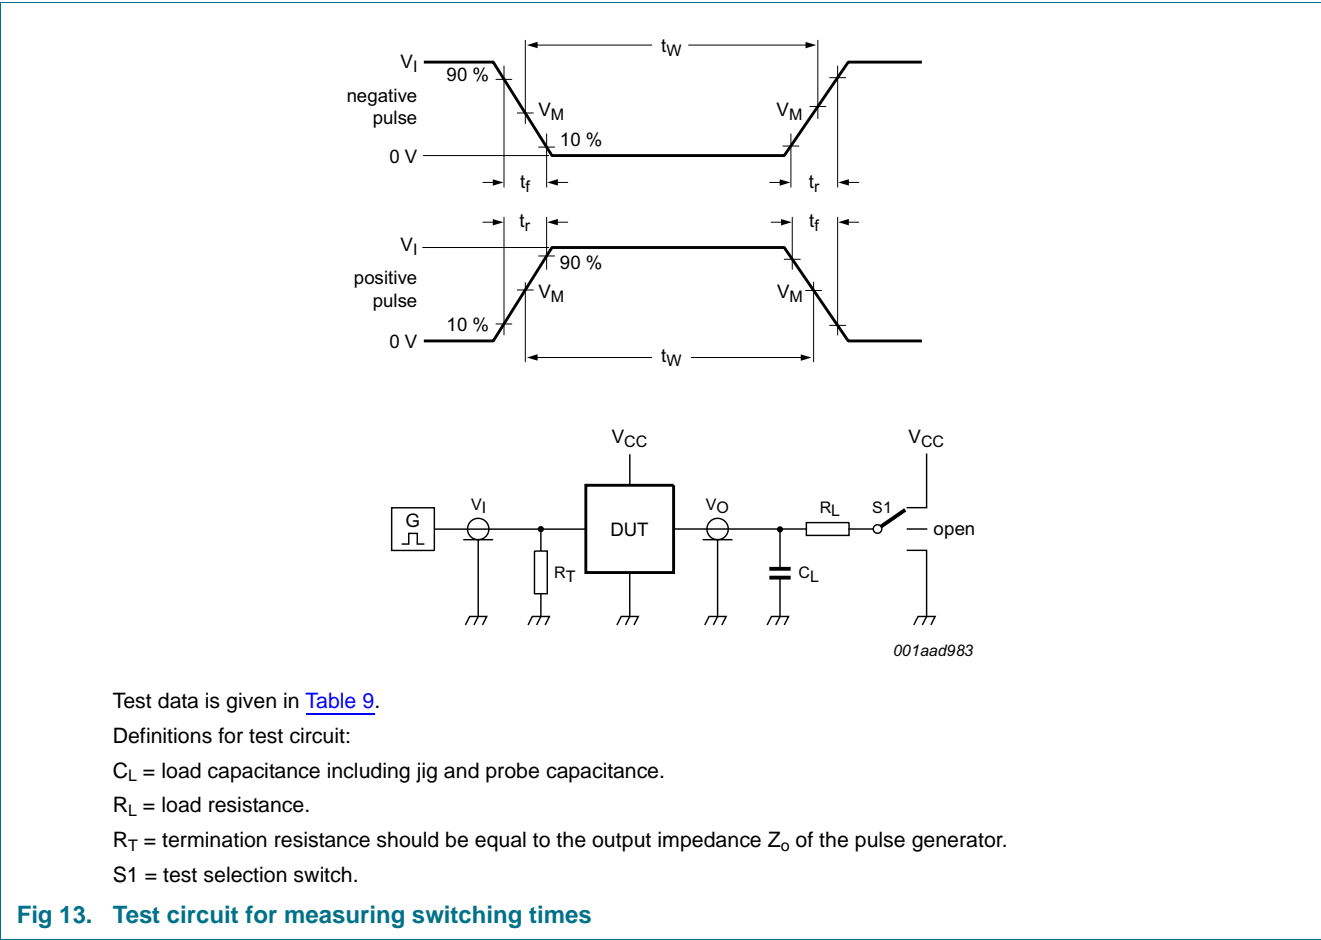 tW
VI
90 %
negative
pulse
VM
VM
10 %
0 V
tf
tr
tr
tf
VI
90 %
positive
pulse
VM
VM
10 %
0 V
tW
VCC
VCC
VI
VO
RL
S1
G
DUT
open
RT
CL
001aad983
Test data is given in Table 9.
Definitions for test circuit:
CL = load capacitance including jig and probe capacitance.
RL = load resistance.
RT = termination resistance should be equal to the output impedance Zo of the pulse generator.
S1 = test selection switch.
Fig 13. Test circuit for measuring switching times